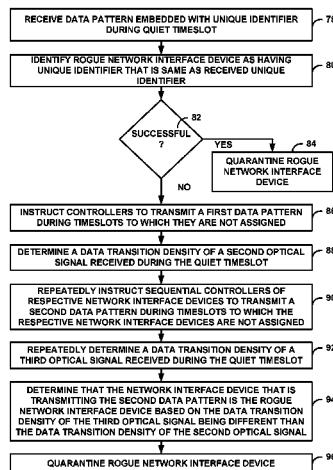 RECEIVE DATA PATTERN EMBEDDED WITH UNIQUE IDENTIFIER
DURING QUIET TIMESLOT
78
IDENTIFY ROGUE NETWORK INTERFACE DEVICE AS HAVING
UNIQUE IDENTIFIER THAT IS SAME AS RECEIVED UNIQUE
IDENTIFIER
82
SUCCESSFUL
?
YES
84
QUARANTINE ROGUE
NETWORK INTERFACE
DEVICE
NO
INSTRUCT CONTROLLERS TO TRANSMIT A FIRST DATA PATTERN
DURING TIMESLOTS TO WHICH THEY ARE NOT ASSIGNED
DETERMINE A DATA TRANSITION DENSITY OF A SECOND OPTICAL
SIGNAL RECEIVED DURING THE QUIET TIMESLOT
REPEATEDLY INSTRUCT SEQUENTIAL CONTROLLERS OF
RESPECTIVE NETWORK INTERFACE DEVICES TO TRANSMIT A
SECOND DATA PATTERN DURING TIMESLOTS TO WHICH THE
RESPECTIVE NETWORK INTERFACE DEVICES ARE NOT ASSIGNED
REPEATEDLY DETERMINE A DATA TRANSITION DENSITY OF A
THIRD OPTICAL SIGNAL RECEIVED DURING THE QUIET TIMESLOT
DETERMINE THAT THE NETWORK INTERFACE DEVICE THAT IS
TRANSMITTING THE SECOND DATA PATTERN IS THE ROGUE
NETWORK INTERFACE DEVICE BASED ON THE DATA TRANSITION
DENSITY OF THE THIRD OPTICAL SIGNAL BEING DIFFERENT
THAN THE DATA TRANSITION DENSITY OF THE SECOND OPTICAL SIGNAL
QUARANTINE ROGUE NETWORK INTERFACE DEVICE